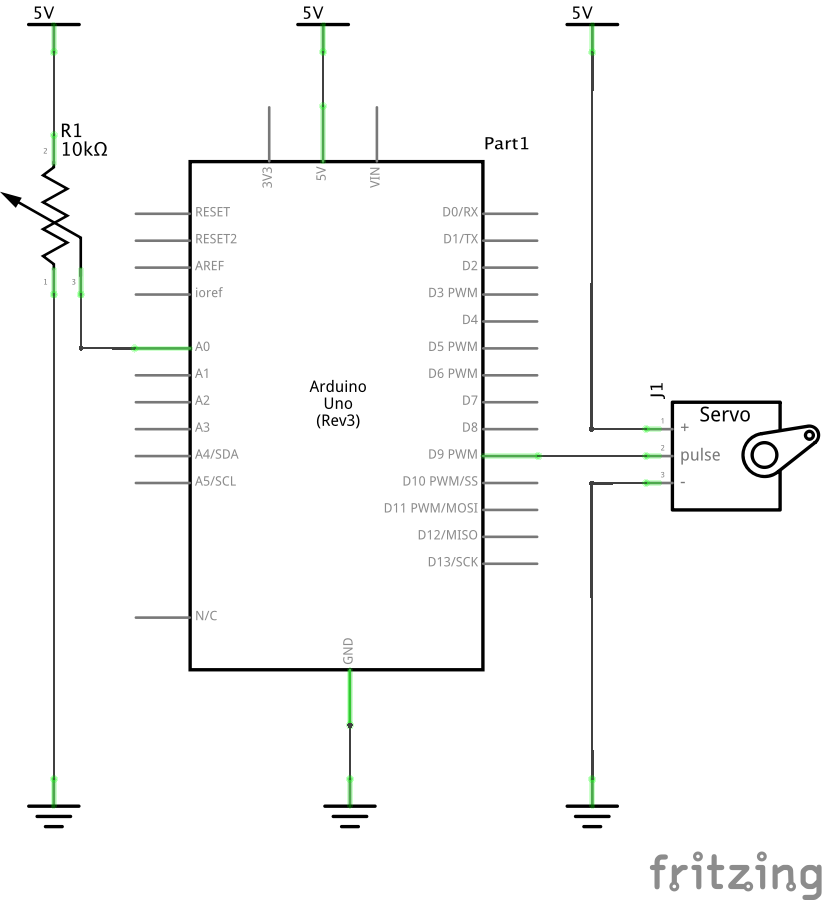 5V
5V
5V
R1
10kΩ
2
1
3
Part1
3V3
5V
VIN
RESET
RESET2
AREF
ioref
A0
A1
A2
A3
A4/SDA
A5/SCL
N/C
Arduino
Uno
(Rev3)
D0/RX
D1/TX
D2
D3 PWM
D4
D5 PWM
D6 PWM
D7
D8
D9 PWM
D10 PWM/SS
D11 PWM/MOSI
D12/MISO
D13/SCK
GND
J1
Servo
1
+
2
pulse
3
-
fritzing